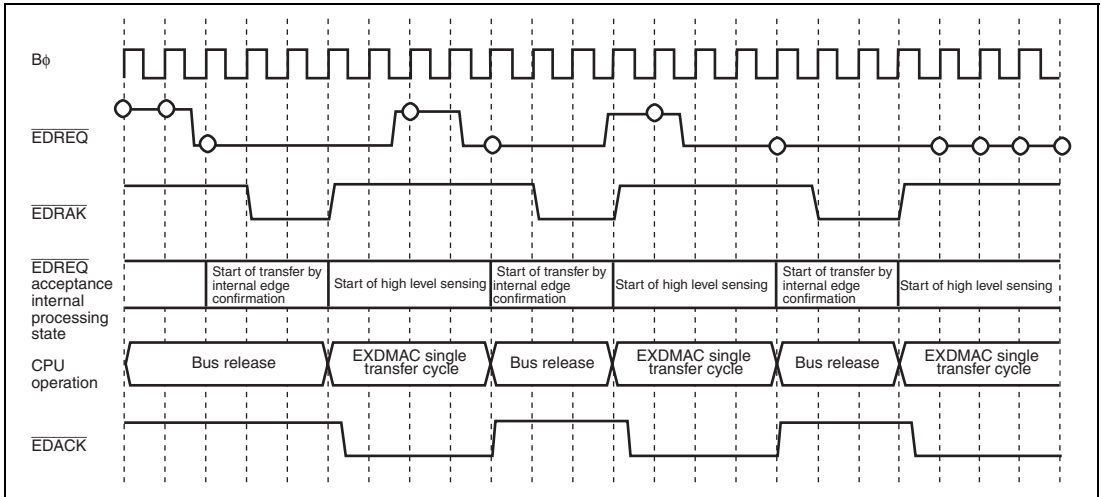 Bφ
EDREQ
EDRAK
EDREQ
acceptance
internal
processing
state
Start of transfer by
internal edge
confirmation
Start of high level sensing
Start of transfer by
internal edge
confirmation
Start of high level sensing
Start of transfer by
internal edge
confirmation
Start of high level sensing
CPU
operation
Bus release
EXDMAC single
transfer cycle
Bus release
EXDMAC single
transfer cycle
Bus release
EXDMAC single
transfer cycle
EDACK